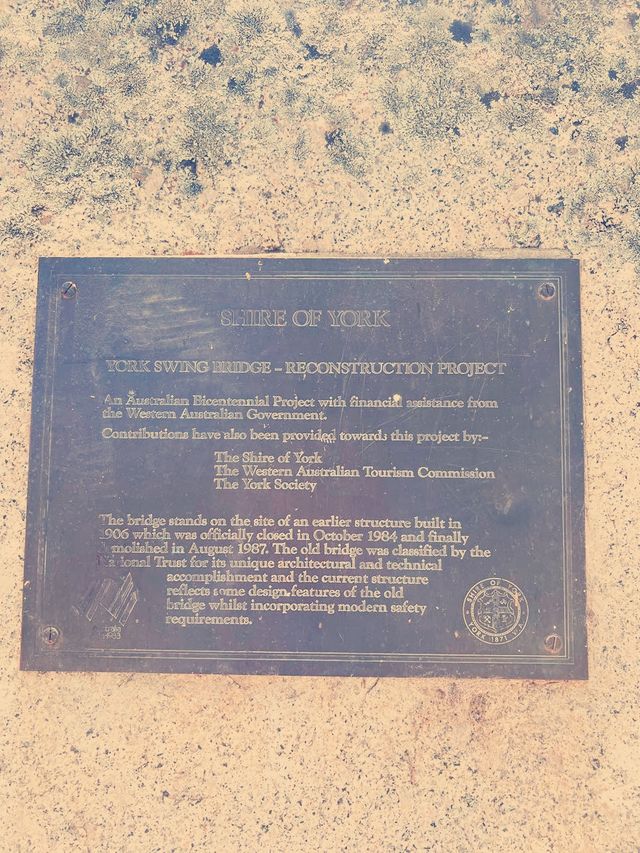 SHIRE OF YORK
YORK SWING BRIDGE – RECONSTRUCTION PROJECT
An Australian Bicentennial Project with financial assistance from
the Western Australian Government.
Contributions have also been provided towards this project by:–
The Shire of York
The Western Australian Tourism Commission
The York Society
The bridge stands on the site of an earlier structure built in
1906 which was officially closed in October 1984 and finally
demolished in August 1987. The old bridge was classified by the
National Trust for its unique architectural and technical
accomplishment and the current structure
reflects some design features of the old
bridge whilst incorporating modern safety
requirements.
SHIRE OF YORK
YORK 1871 W.A.